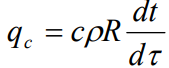 q_c = cρR dt/dτ